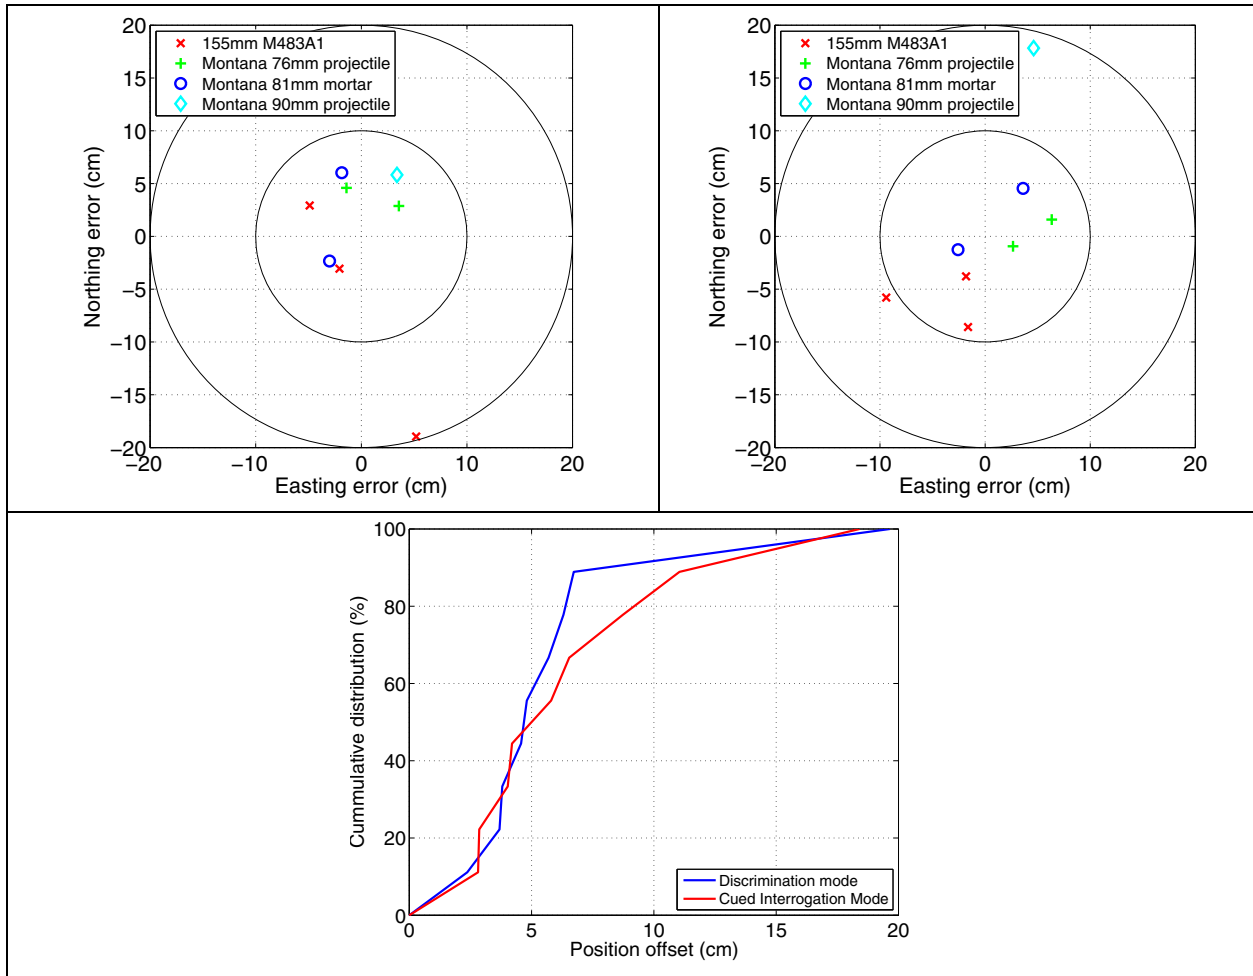 155mm M483A1
Montana 76mm projectile
Montana 81mm mortar
Montana 90mm projectile
20
15
10
5
0
−5
−10
−15
−20
−20
−10
0
10
20
Northing error (cm)
Easting error (cm)
155mm M483A1
Montana 76mm projectile
Montana 81mm mortar
Montana 90mm projectile
20
15
10
5
0
−5
−10
−15
−20
−20
−10
0
10
20
Northing error (cm)
Easting error (cm)
100
80
60
40
20
0
0
5
10
15
20
Cummulative distribution (%)
Discrimination mode
Cued Interrogation Mode
Position offset (cm)